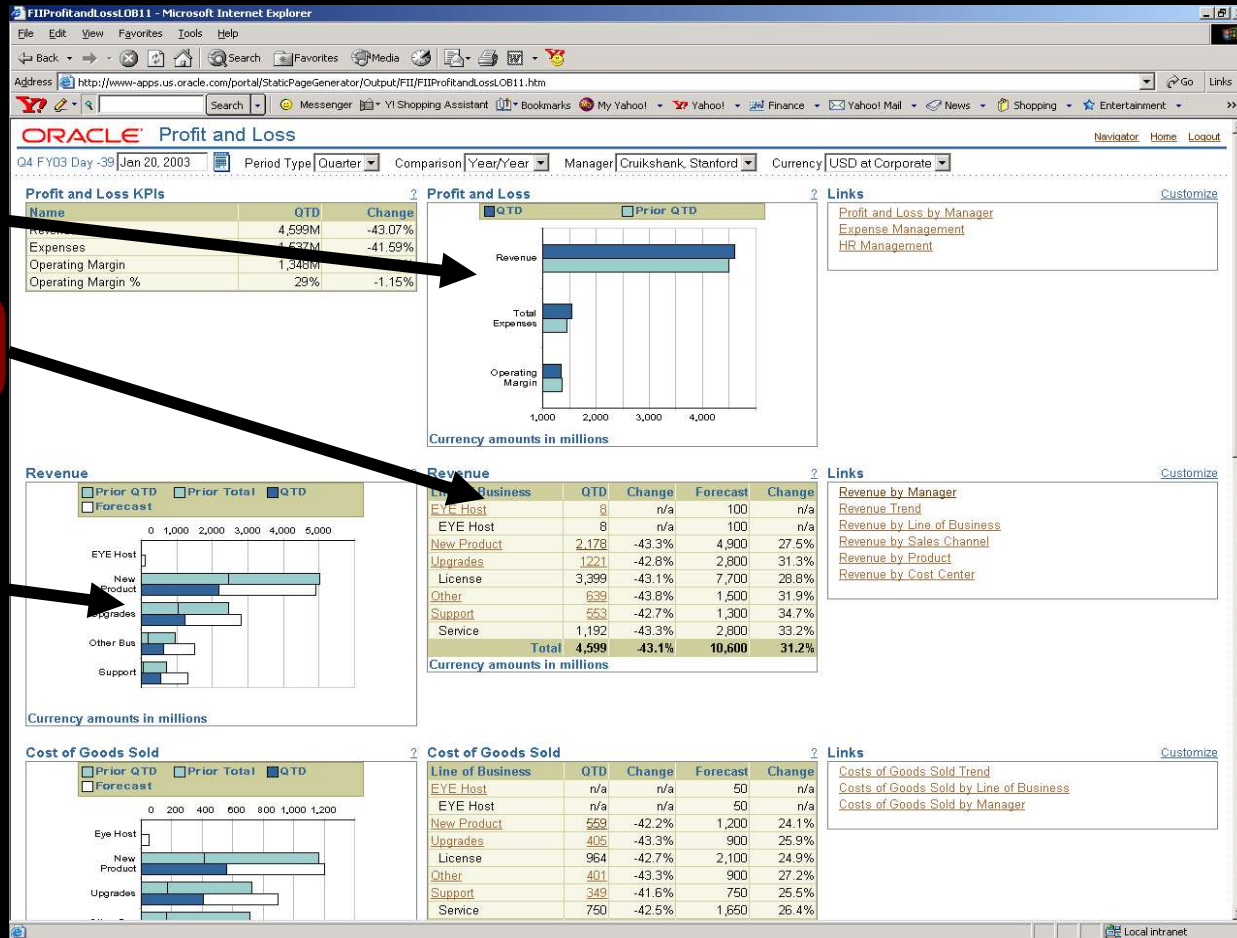 FIIProfitandLossLOB11 - Microsoft Internet Explorer
File Edit View Favorites Tools Help
Back Search Favorites Media
Address http://www-apps.us.oracle.com/portal/StaticPageGenerator/Output/FII/FIIProfitandLossLOB11.htm Go Links
Y! Search Messenger Y! Shopping Assistant Bookmarks My Yahoo! Yahoo! Finance Yahoo! Mail News Shopping Entertainment »
ORACLE Profit and Loss Navigator Home Logout
Q4 FY03 Day -39 Jan 20, 2003 Period Type Quarter Comparison Year/Year Manager Cruikshank, Stanford Currency USD at Corporate
Profit and Loss KPIs ?
Name QTD Change
4,599M -43.07%
Expenses 1,537M -41.59%
Operating Margin 1,348M
Operating Margin % 29% -1.15%
Profit and Loss ?
QTD Prior QTD
Revenue
Total
Expenses
Operating
Margin
1,000 2,000 3,000 4,000
Currency amounts in millions
Links Customize
Profit and Loss by Manager
Expense Management
HR Management
Revenue
Prior QTD Prior Total QTD
Forecast
0 1,000 2,000 3,000 4,000 5,000
EYE Host
New
Product
Upgrades
Other Bus
Support
Currency amounts in millions
Revenue ?
Line of Business QTD Change Forecast Change
EYE Host 8 n/a 100 n/a
EYE Host 8 n/a 100 n/a
New Product 2,178 -43.3% 4,900 27.5%
Upgrades 1221 -42.8% 2,800 31.3%
License 3,399 -43.1% 7,700 28.8%
Other 639 -43.8% 1,500 31.9%
Support 553 -42.7% 1,300 34.7%
Service 1,192 -43.3% 2,800 33.2%
Total 4,599 -43.1% 10,600 31.2%
Currency amounts in millions
Links Customize
Revenue by Manager
Revenue Trend
Revenue by Line of Business
Revenue by Sales Channel
Revenue by Product
Revenue by Cost Center
Cost of Goods Sold ?
Prior QTD Prior Total QTD
Forecast
0 200 400 600 800 1,000 1,200
Eye Host
New
Product
Upgrades
Cost of Goods Sold ?
Line of Business QTD Change Forecast Change
EYE Host n/a n/a 50 n/a
EYE Host n/a n/a 50 n/a
New Product 559 -42.2% 1,200 24.1%
Upgrades 405 -43.3% 900 25.9%
License 964 -42.7% 2,100 24.9%
Other 401 -43.3% 900 27.2%
Support 349 -41.6% 750 25.5%
Service 750 -42.5% 1,650 26.4%
Links Customize
Costs of Goods Sold Trend
Costs of Goods Sold by Line of Business
Costs of Goods Sold by Manager
Local intranet